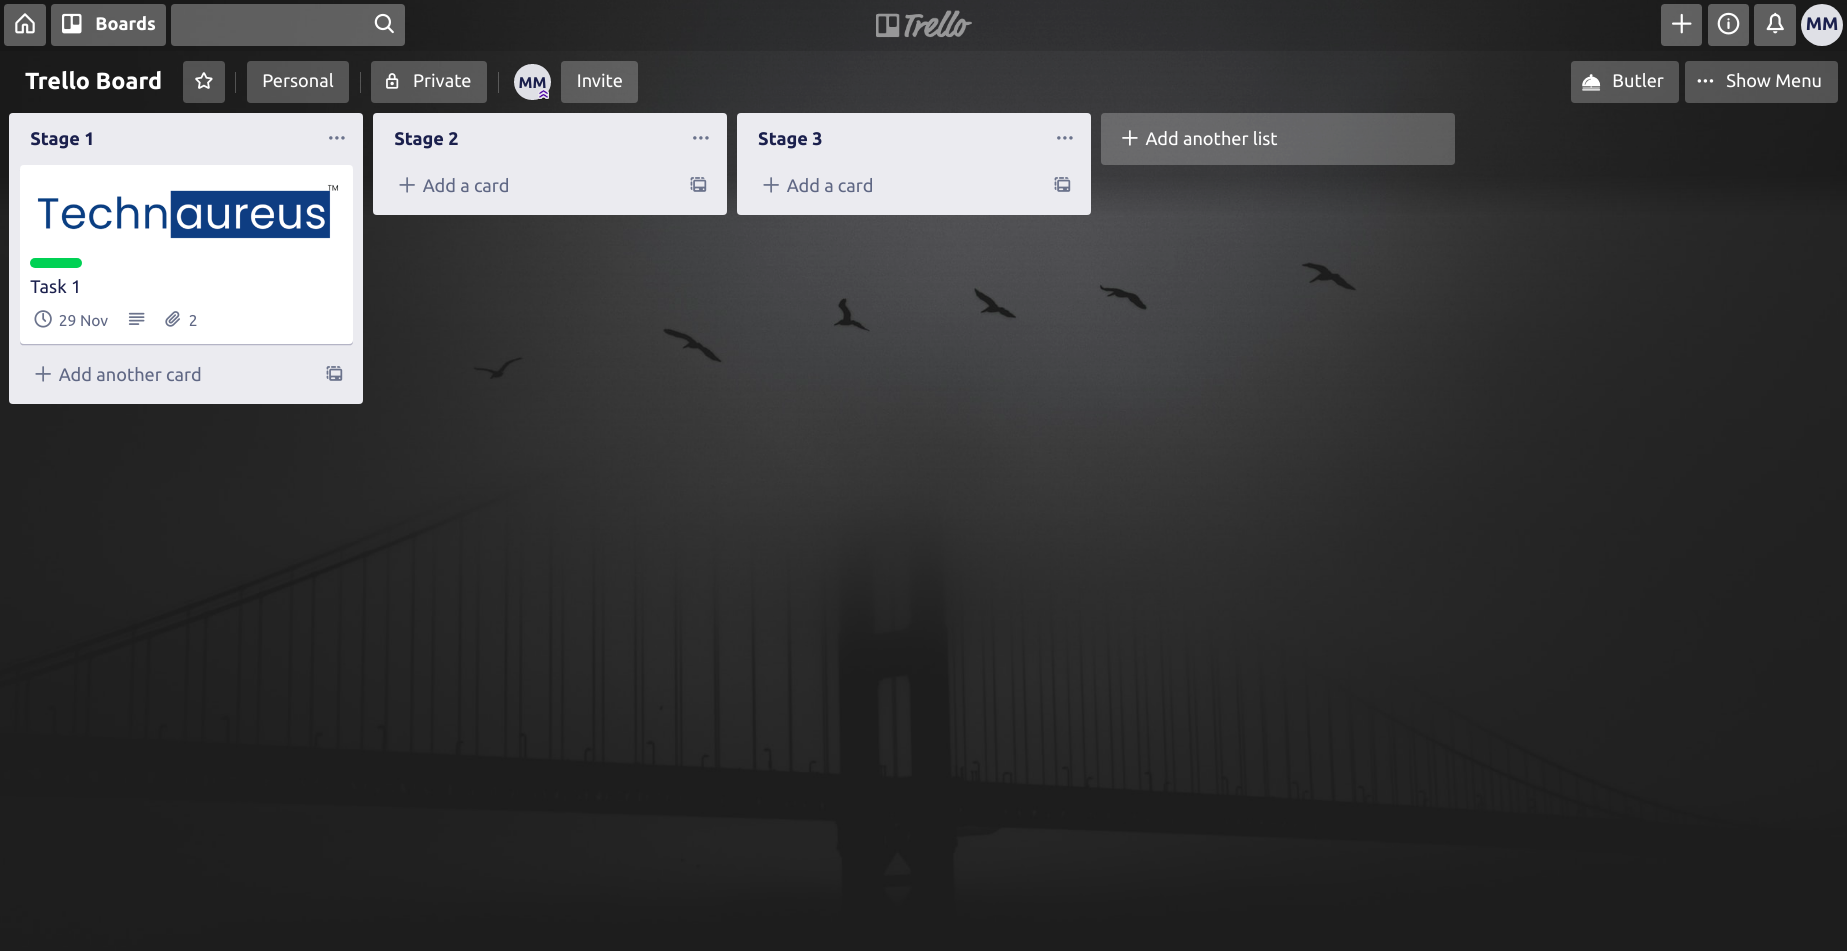 Boards
Trello
MM
Trello Board
Personal
Private
MM
Invite
Butler
Show Menu
Stage 1
Technaureus™
Task 1
29 Nov
2
Add another card
Stage 2
Add a card
Stage 3
Add a card
Add another list